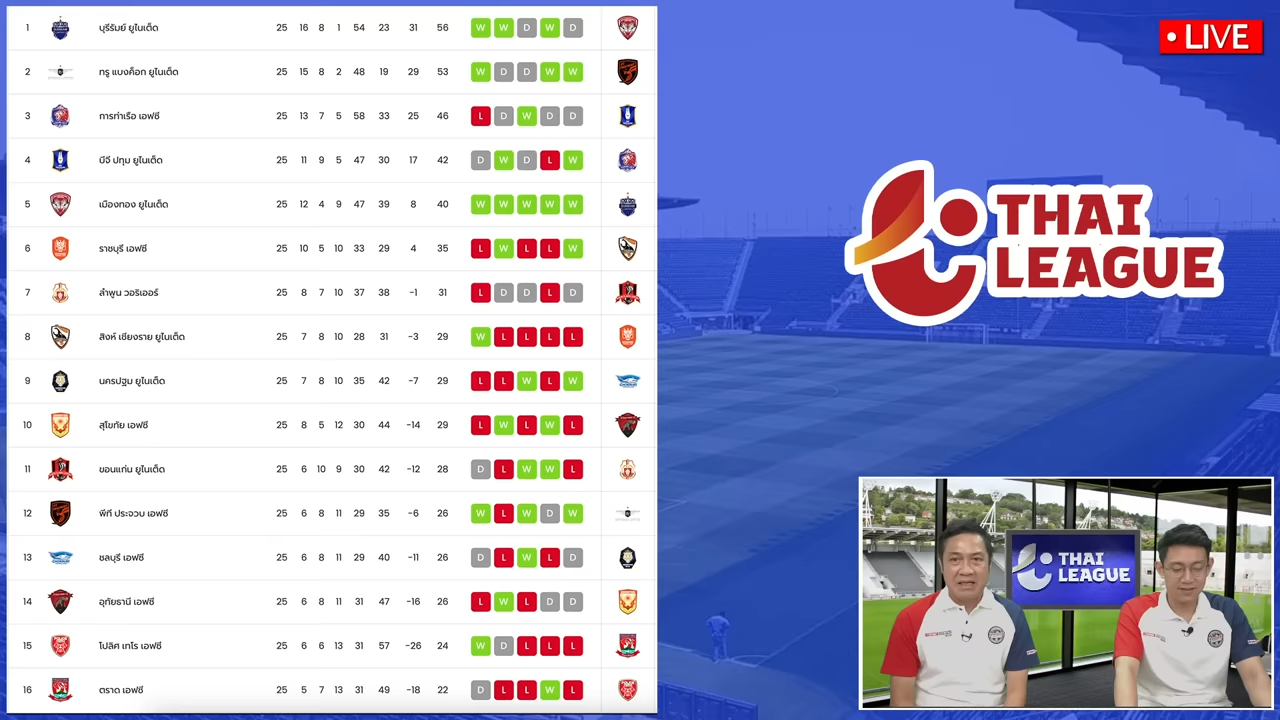 1 บุรีรัมย์ ยูไนเต็ด 25 16 8 1 54 23 31 56 W W D W D
2 ทรู แบงค็อก ยูไนเต็ด 25 15 8 2 48 19 29 53 W D D W W
3 การท่าเรือ เอฟซี 25 13 7 5 58 33 25 46 L D W D D
4 บีจี ปทุม ยูไนเต็ด 25 11 9 5 47 30 17 42 D W D L W
5 เมืองทอง ยูไนเต็ด 25 12 4 9 47 39 8 40 W W W W W
6 ราชบุรี เอฟซี 25 10 5 10 33 29 4 35 L W L L W
7 ลำพูน วอริเออร์ 25 8 7 10 37 38 -1 31 L D D L D
8 สิงห์ เชียงราย ยูไนเต็ด 25 7 8 10 28 31 -3 29 W L L L L
9 นครปฐม ยูไนเต็ด 25 7 8 10 35 42 -7 29 L L W L W
10 สุโขทัย เอฟซี 25 8 5 12 30 44 -14 29 L W L W L
11 ขอนแก่น ยูไนเต็ด 25 6 10 9 30 42 -12 28 D L W W L
12 พีที ประจวบ เอฟซี 25 6 8 11 29 35 -6 26 W L W D W
13 ชลบุรี เอฟซี 25 6 8 11 29 40 -11 26 D L W L D
14 อุทัยธานี เอฟซี 25 6 8 11 31 47 -16 26 L W L D D
15 โปลิศ เทโร เอฟซี 25 6 6 13 31 57 -26 24 W D L L L
16 ตราด เอฟซี 25 5 7 13 31 49 -18 22 D L L W L
LIVE
THAI
LEAGUE
THAI
LEAGUE